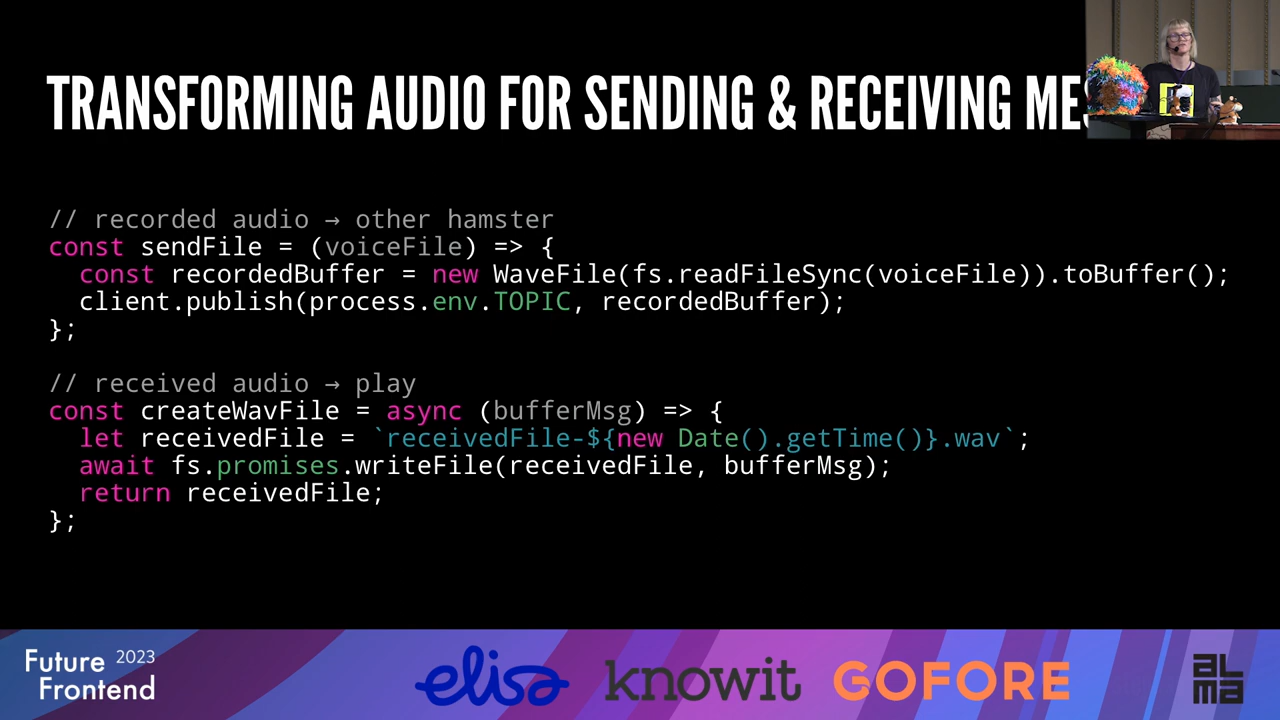 TRANSFORMING AUDIO FOR SENDING & RECEIVING
// recorded audio → other hamster
const sendFile = (voiceFile) => {
  const recordedBuffer = new WaveFile(fs.readFileSync(voiceFile)).toBuffer();
  client.publish(process.env.TOPIC, recordedBuffer);
};
// received audio → play
const createWavFile = async (bufferMsg) => {
  let receivedFile = `receivedFile-${new Date().getTime()}.wav`;
  await fs.promises.writeFile(receivedFile, bufferMsg);
  return receivedFile;
};
Future 2023
Frontend
elisa
knowit
GOFORE
aL
ma